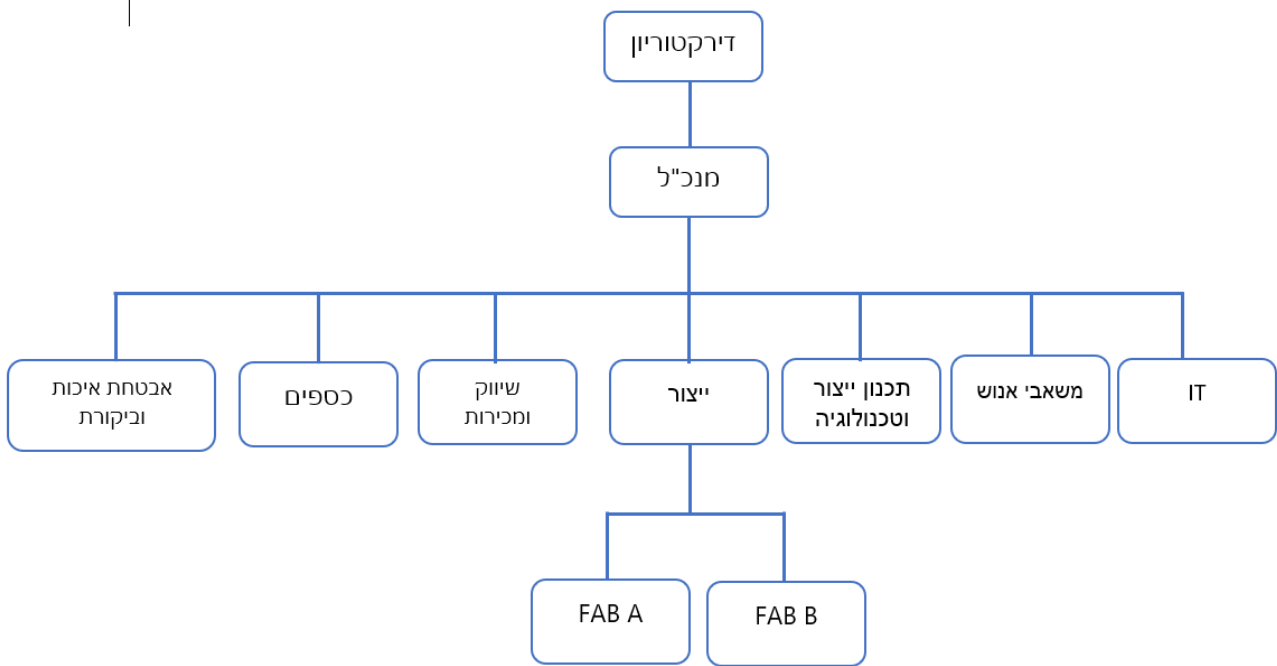 דירקטוריון
מנכ"ל
IT
משאבי אנוש
תכנון ייצור
וטכנולוגיה
ייצור
שיווק
ומכירות
כספים
אבטחת איכות
וביקורת
FAB A
FAB B